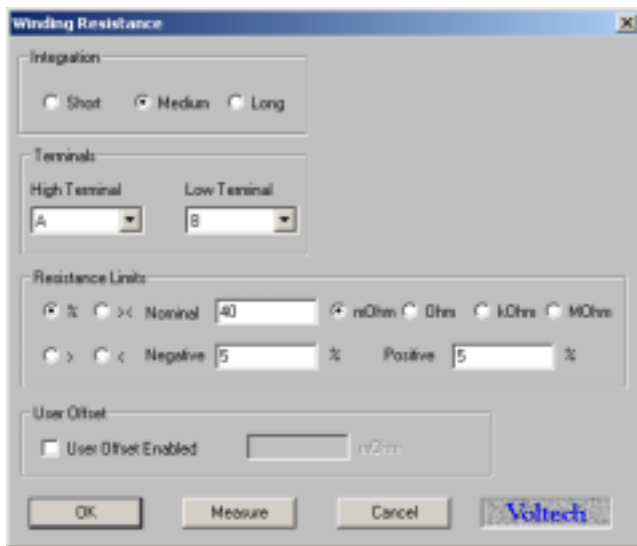 Winding Resistance
Integration
Short Medium Long
Terminals
High Terminal Low Terminal
A B
Resistance Limits
% >< Nominal 40 mOhm Ohm kOhm MOhm
> < Negative 5 % Positive 5 %
User Offset
User Offset Enabled mOhm
OK Measure Cancel Voltech